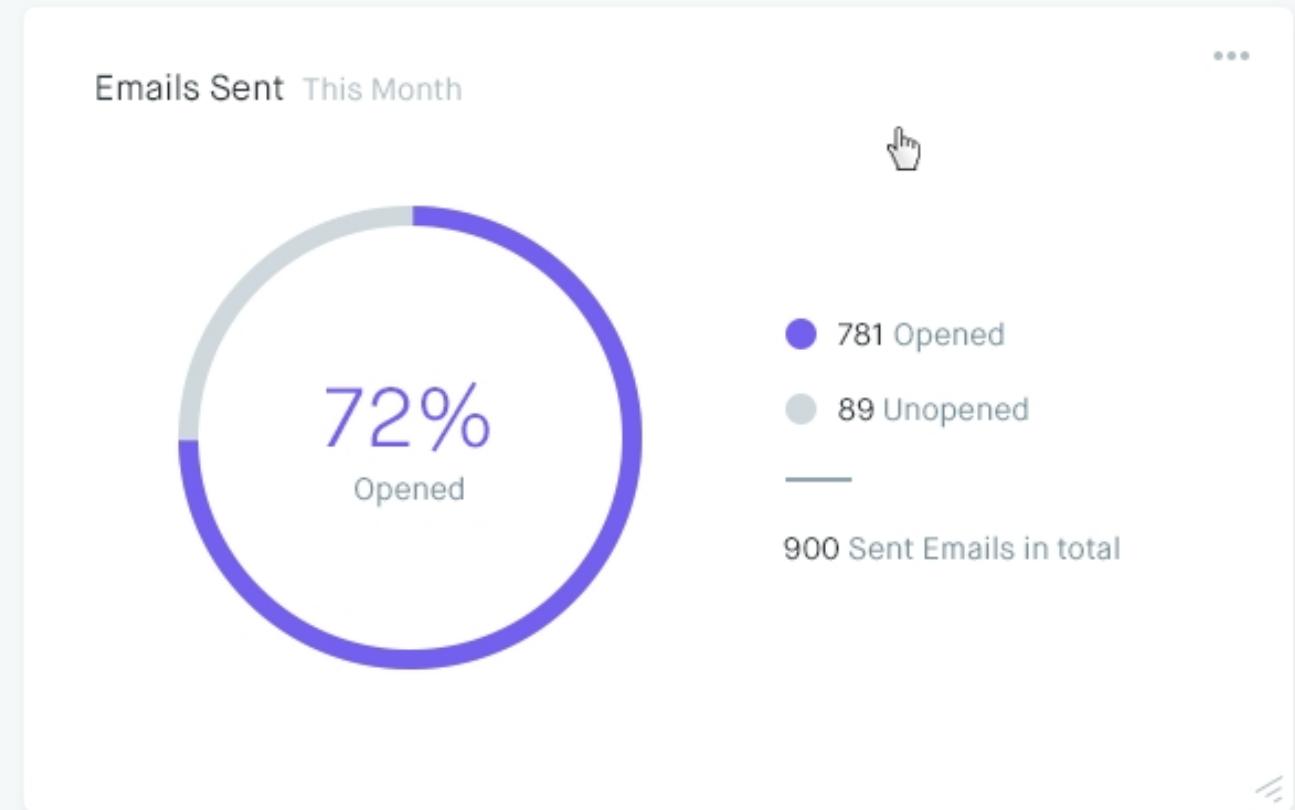 Emails Sent This Month
72%
Opened
781 Opened
89 Unopened
900 Sent Emails in total